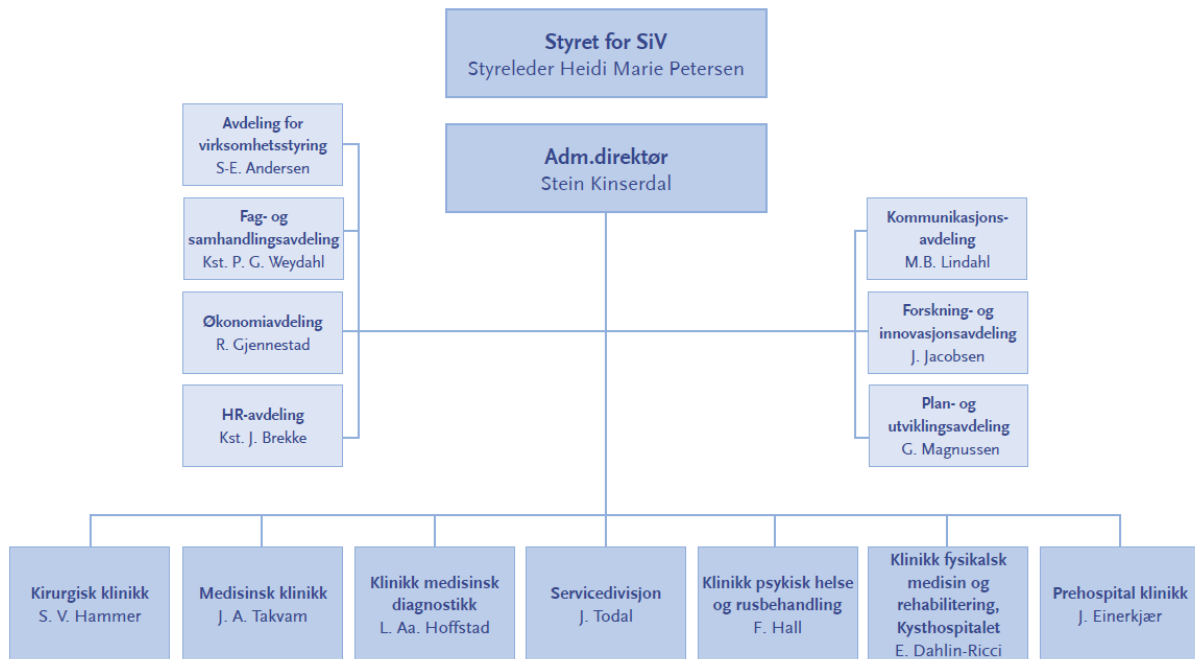 Styret for SiV
Styreleder Heidi Marie Petersen
Adm.direktør
Stein Kinserdal
Avdeling for
virksomhetsstyring
S-E. Andersen
Fag- og
samhandlingsavdeling
Kst. P. G. Weydahl
Økonomiavdeling
R. Gjennestad
HR-avdeling
Kst. J. Brekke
Kommunikasjons-
avdeling
M.B. Lindahl
Forskning- og
innovasjonsavdeling
J. Jacobsen
Plan- og
utviklingsavdeling
G. Magnussen
Kirurgisk klinikk
S. V. Hammer
Medisinsk klinikk
J. A. Takvam
Klinikk medisinsk
diagnostikk
L. Aa. Hoffstad
Servicedivisjon
J. Todal
Klinikk psykisk helse
og rusbehandling
F. Hall
Klinikk fysikalsk
medisin og
rehabilitering,
Kysthospitalet
E. Dahlin-Ricci
Prehospital klinikk
J. Einerkjær